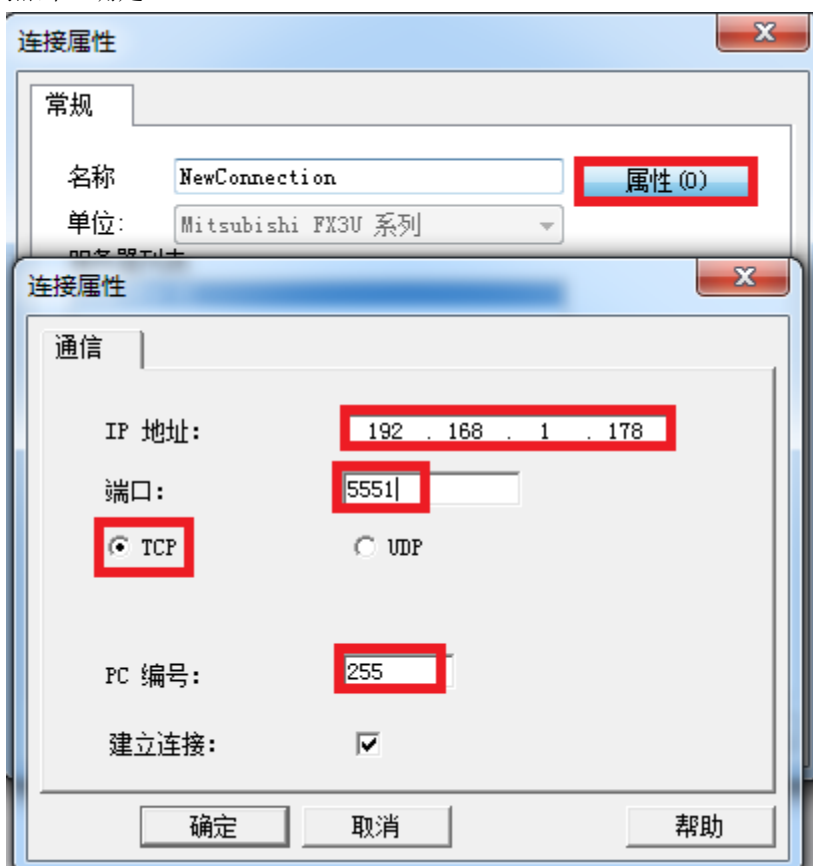 连接属性
常规
名称 NewConnection 属性(O)
单位: Mitsubishi FX3U 系列
连接属性
通信
IP 地址: 192 . 168 . 1 . 178
端口: 5551
TCP UDP
PC 编号: 255
建立连接:
确定 取消 帮助